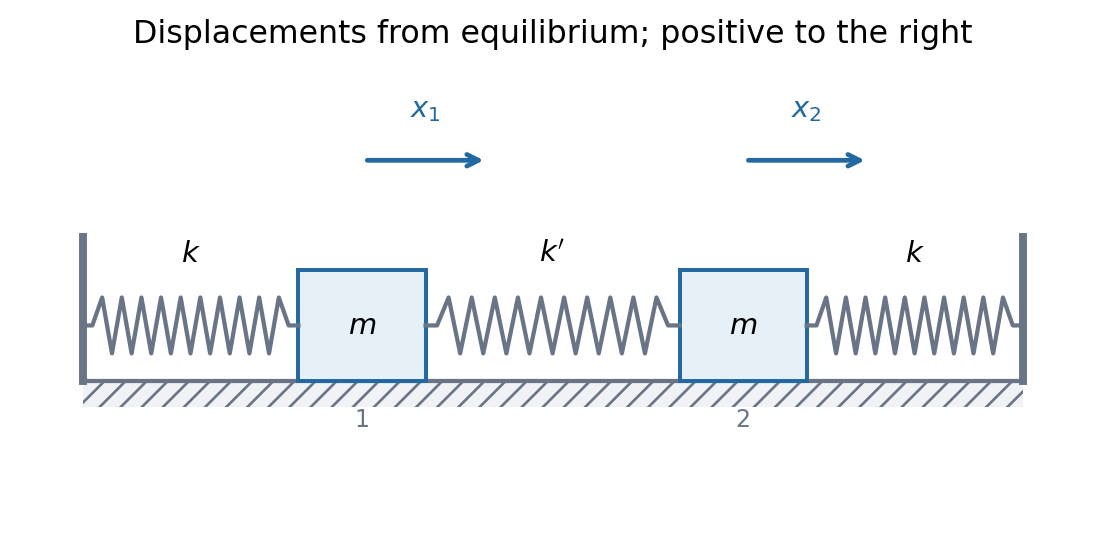 Displacements from equilibrium; positive to the right
x₁ x₂
k k′ k
m m
1 2